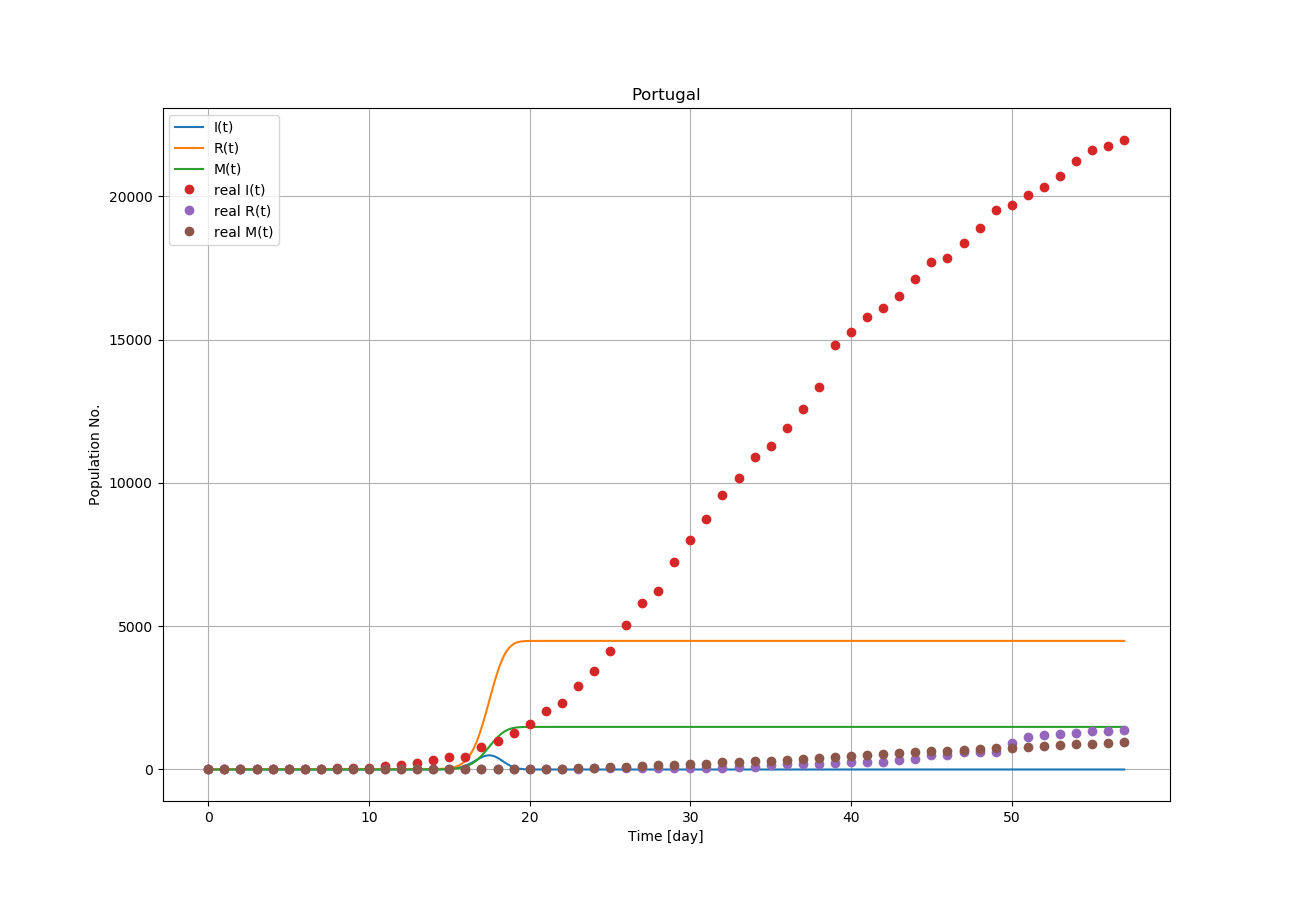 Portugal
I(t)
R(t)
M(t)
real I(t)
real R(t)
real M(t)
20000
15000
10000
5000
0
Population No.
0 10 20 30 40 50
Time [day]